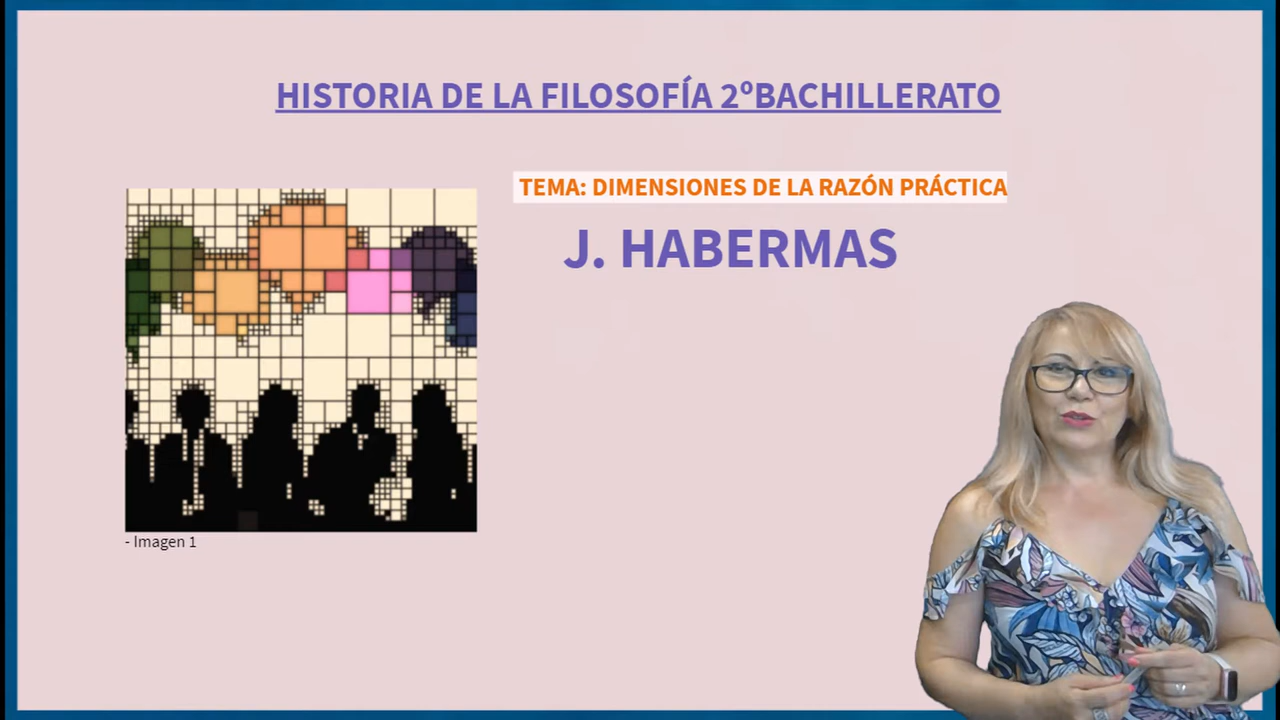 HISTORIA DE LA FILOSOFÍA 2ºBACHILLERATO
TEMA: DIMENSIONES DE LA RAZÓN PRÁCTICA
J. HABERMAS
- Imagen 1